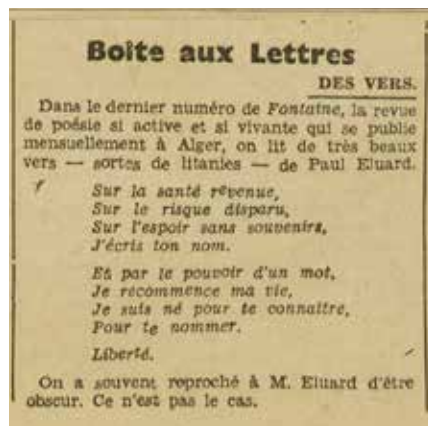 Boîte aux Lettres
DES VERS.
Dans le dernier numéro de Fontaine, la revue
de poésie si active et si vivante qui se publie
mensuellement à Alger, on lit de très beaux
vers — sortes de litanies — de Paul Eluard.
Sur la santé revenue,
Sur le risque disparu,
Sur l'espoir sans souvenirs,
J'écris ton nom.
Et par le pouvoir d'un mot,
Je recommence ma vie,
Je suis né pour te connaître,
Pour te nommer.
Liberté.
On a souvent reproché à M. Eluard d'être
obscur. Ce n'est pas le cas.